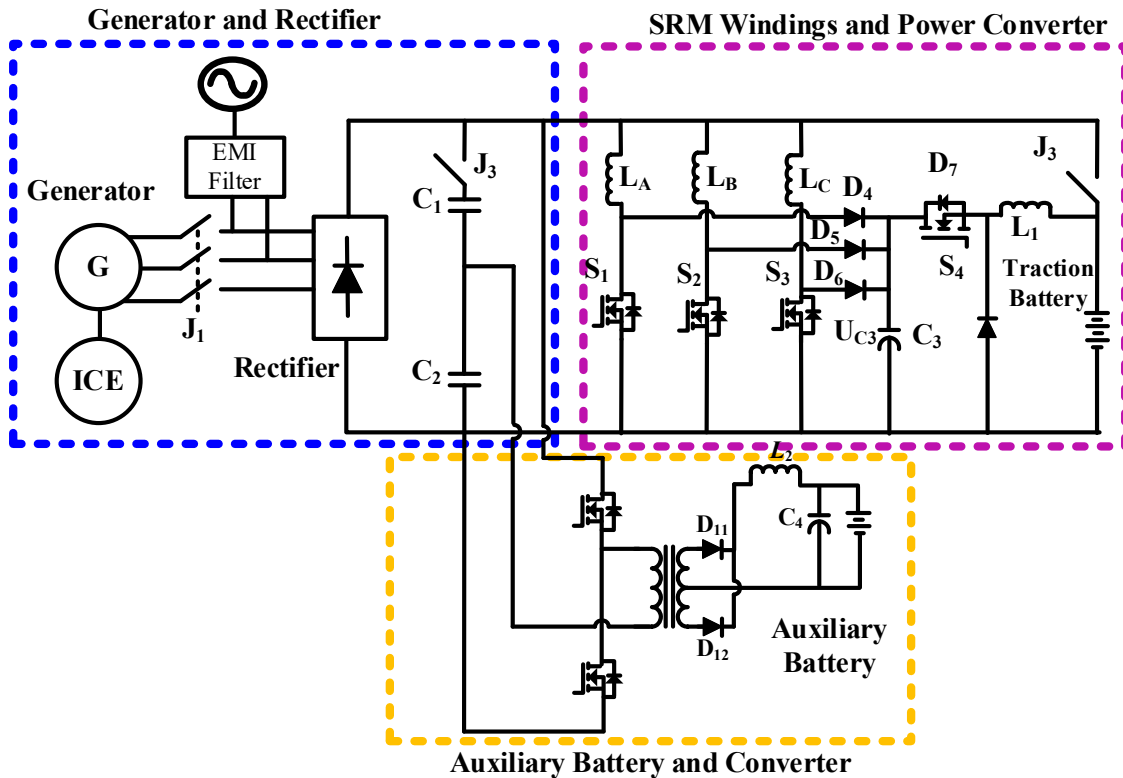 Generator and Rectifier
SRM Windings and Power Converter
EMI
Filter
Generator
G
J1
ICE
Rectifier
J3
C1
C2
LA
LB
LC
D4
D5
D6
D7
J3
L1
S1
S2
S3
S4
UC3
C3
Traction
Battery
L2
D11
D12
C4
Auxiliary
Battery
Auxiliary Battery and Converter